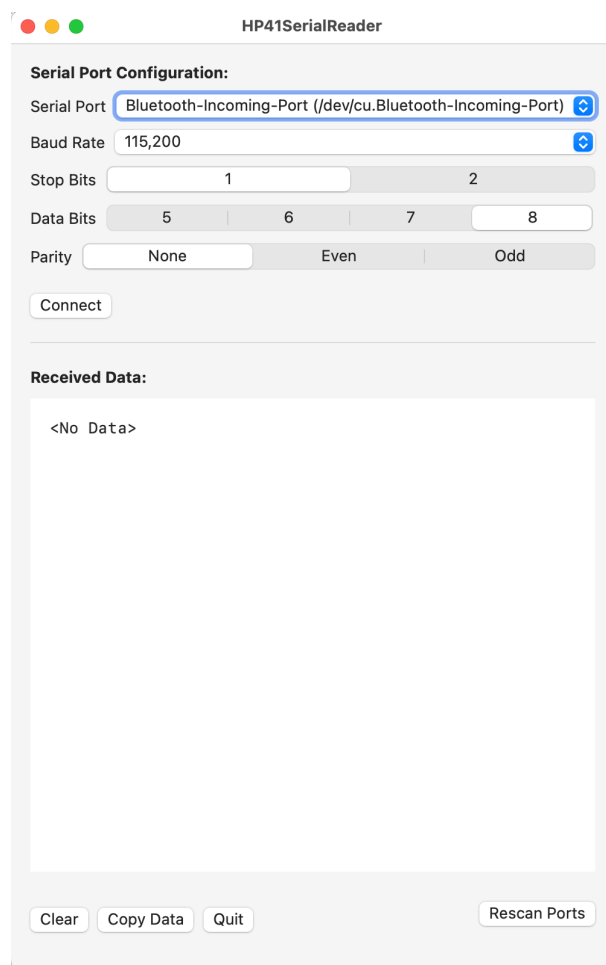 HP41SerialReader
Serial Port Configuration:
Serial Port Bluetooth-Incoming-Port (/dev/cu.Bluetooth-Incoming-Port)
Baud Rate 115,200
Stop Bits 1 2
Data Bits 5 6 7 8
Parity None Even Odd
Connect
Received Data:
<No Data>
Clear Copy Data Quit Rescan Ports